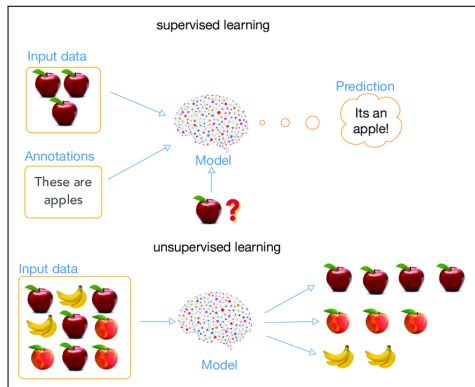 supervised learning
Input data
Prediction
Its an
apple!
Annotations
These are
apples
Model
?
unsupervised learning
Input data
Model